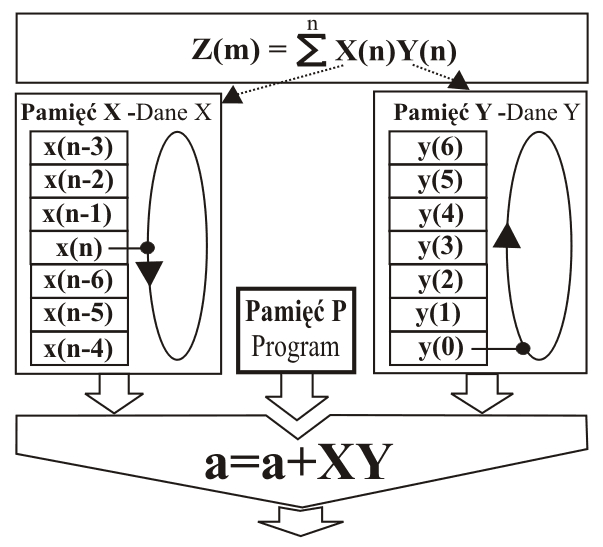 n
Z(m) = ∑ X(n)Y(n)
Pamięć X -Dane X
x(n-3)
x(n-2)
x(n-1)
x(n)
x(n-6)
x(n-5)
x(n-4)
Pamięć P
Program
Pamięć Y -Dane Y
y(6)
y(5)
y(4)
y(3)
y(2)
y(1)
y(0)
a=a+XY